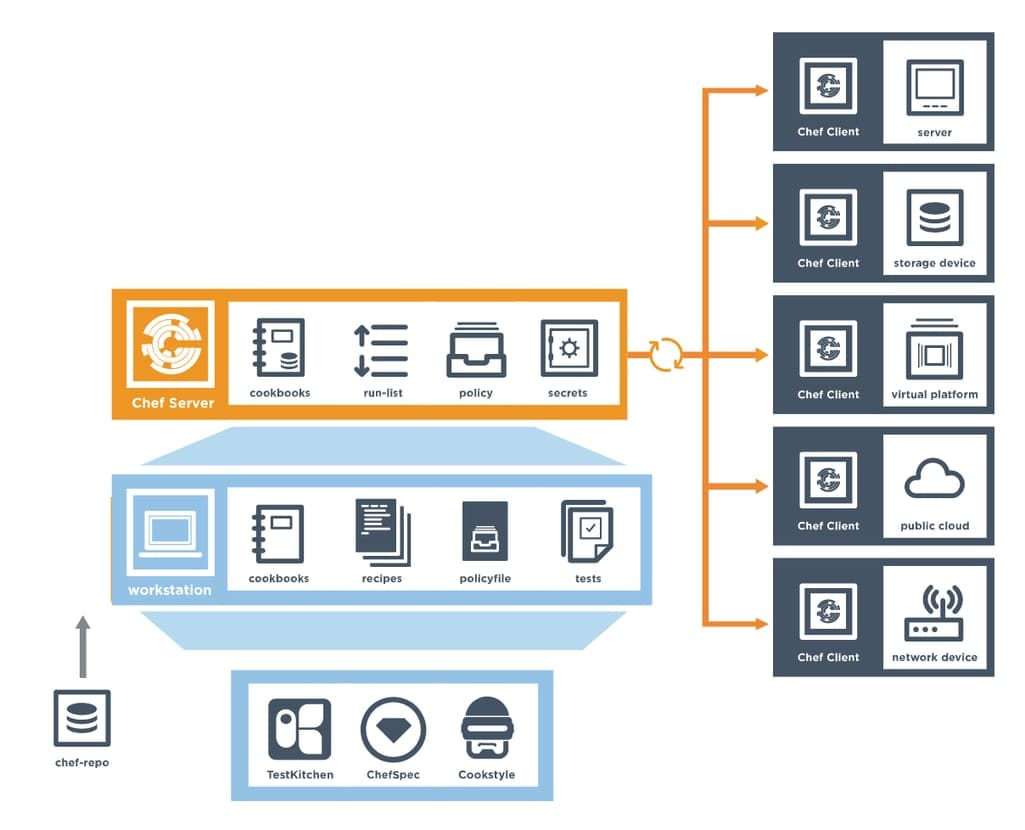 Chef Server
cookbooks
run-list
policy
secrets
workstation
cookbooks
recipes
policyfile
tests
chef-repo
TestKitchen
ChefSpec
Cookstyle
Chef Client
server
Chef Client
storage device
Chef Client
virtual platform
Chef Client
public cloud
Chef Client
network device